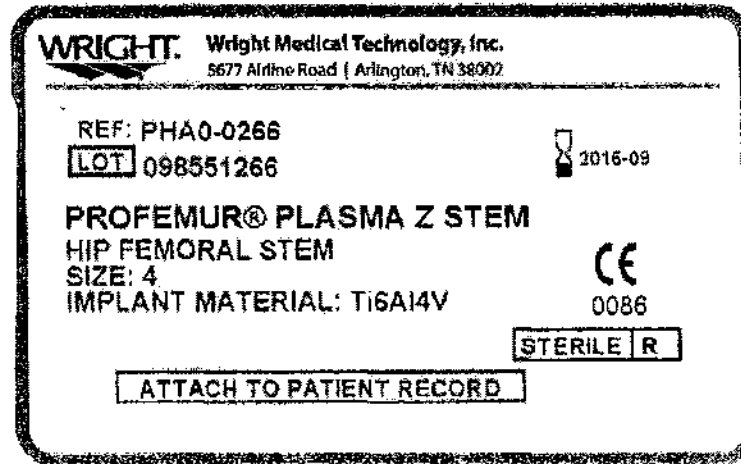 WRIGHT. Wright Medical Technology, Inc.
5677 Airline Road | Arlington, TN 38002
REF: PHA0-0266
LOT 098551266
2016-09
PROFEMUR® PLASMA Z STEM
HIP FEMORAL STEM
SIZE: 4
IMPLANT MATERIAL: Ti6Al4V
CE
0086
STERILE R
ATTACH TO PATIENT RECORD